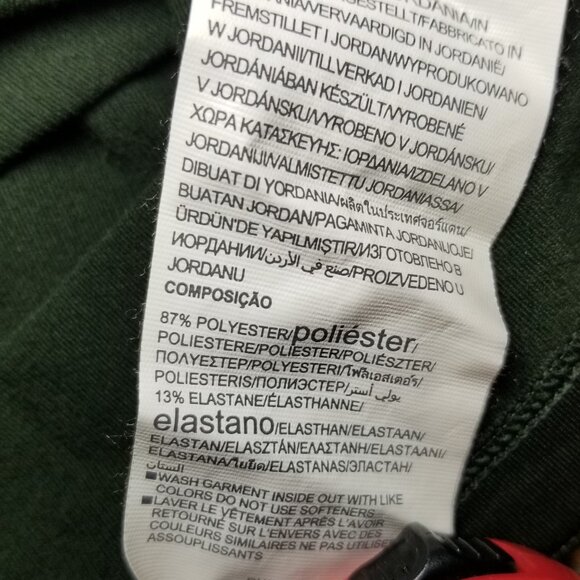 FREMSTILLET I JORDAN/WYPRODUKOWANO
W JORDANII/TILLVERKAD I JORDANIEN/
JORDÁNIÁBAN KÉSZÜLT/VYROBENÉ
V JORDÁNSKU/VYROBENO V JORDÁNSKU/
ΧΩΡΑ ΚΑΤΑΣΚΕΥΗΣ: ΙΟΡΔΑΝΙΑ/IZDELANO V
JORDANIJI/VALMISTETTU JORDANIASSA/
DIBUAT DI YORDANIA/ผลิตในประเทศจอร์แดน/
BUATAN JORDAN/PAGAMINTA JORDANIJOJE/
ÜRDÜN'DE YAPILMIŞTIR/ИЗГОТОВЛЕНО В
ИОРДАНИИ/صنع في الأردن/PROIZVEDENO U
JORDANU
COMPOSIÇÃO
87% POLYESTER/poliéster/
POLIESTERE/POLIESTER/POLIÉSZTER/
ΠΟΛΥΕΣΤΕΡ/POLYESTERI/โพลีเอสเตอร์/
POLIESTERIS/ПОЛИЭСТЕР/بولي أستر/
13% ELASTANE/ÉLASTHANNE/
elastano/ELASTHAN/ELASTAAN/
ELASTAN/ELASZTÁN/ΕΛΑΣΤΑΝΗ/ELASTAANI/
ELASTANA/ใยยืด/ELASTANAS/ЭЛАСТАН/
الستان
WASH GARMENT INSIDE OUT WITH LIKE
COLORS DO NOT USE SOFTENERS
LAVER LE VÊTEMENT APRÈS L'AVOIR
RETOURNÉ SUR L'ENVERS AVEC DES
COULEURS SIMILAIRES NE PAS UTILISER
ASSOUPLISSANTS